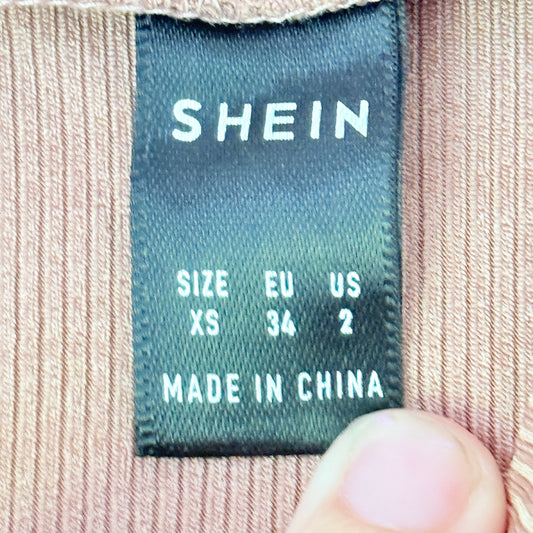 SHEIN
SIZE EU US
XS 34 2
MADE IN CHINA